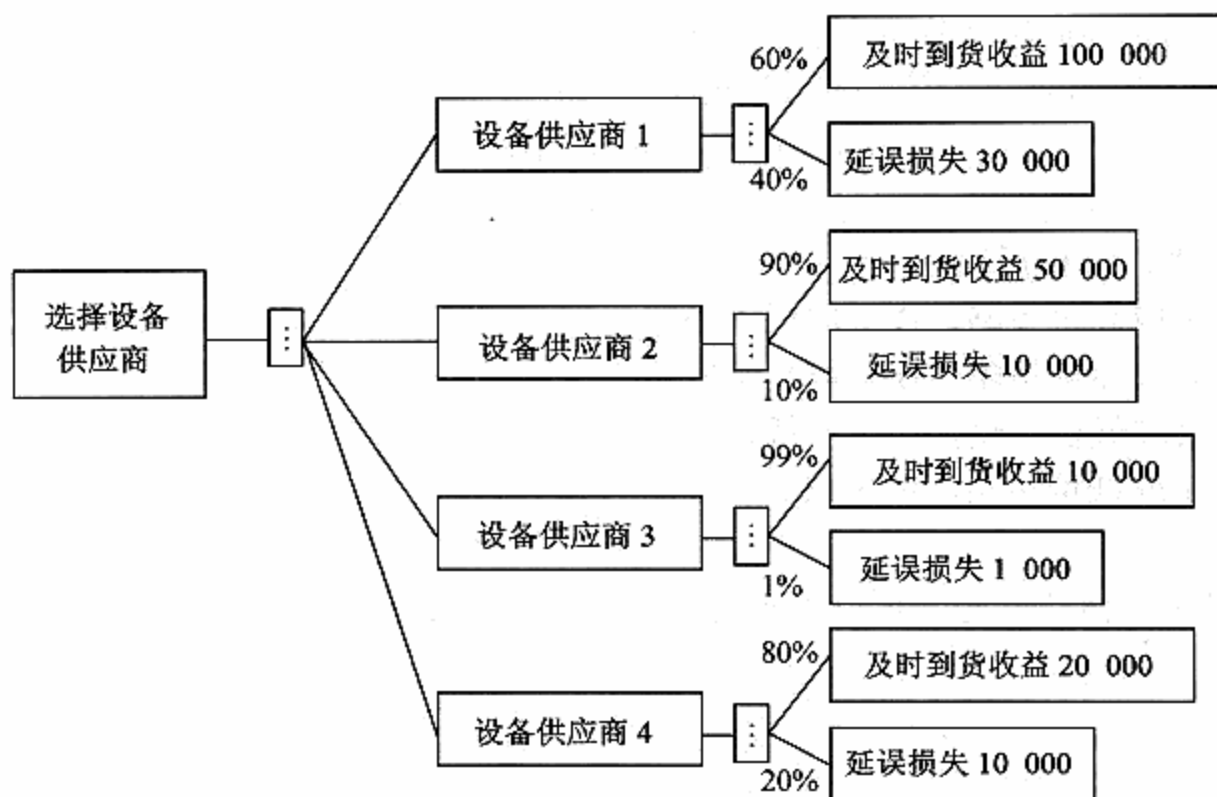 选择设备
供应商
设备供应商 1
60%
及时到货收益 100 000
40%
延误损失 30 000
设备供应商 2
90%
及时到货收益 50 000
10%
延误损失 10 000
设备供应商 3
99%
及时到货收益 10 000
1%
延误损失 1 000
设备供应商 4
80%
及时到货收益 20 000
20%
延误损失 10 000